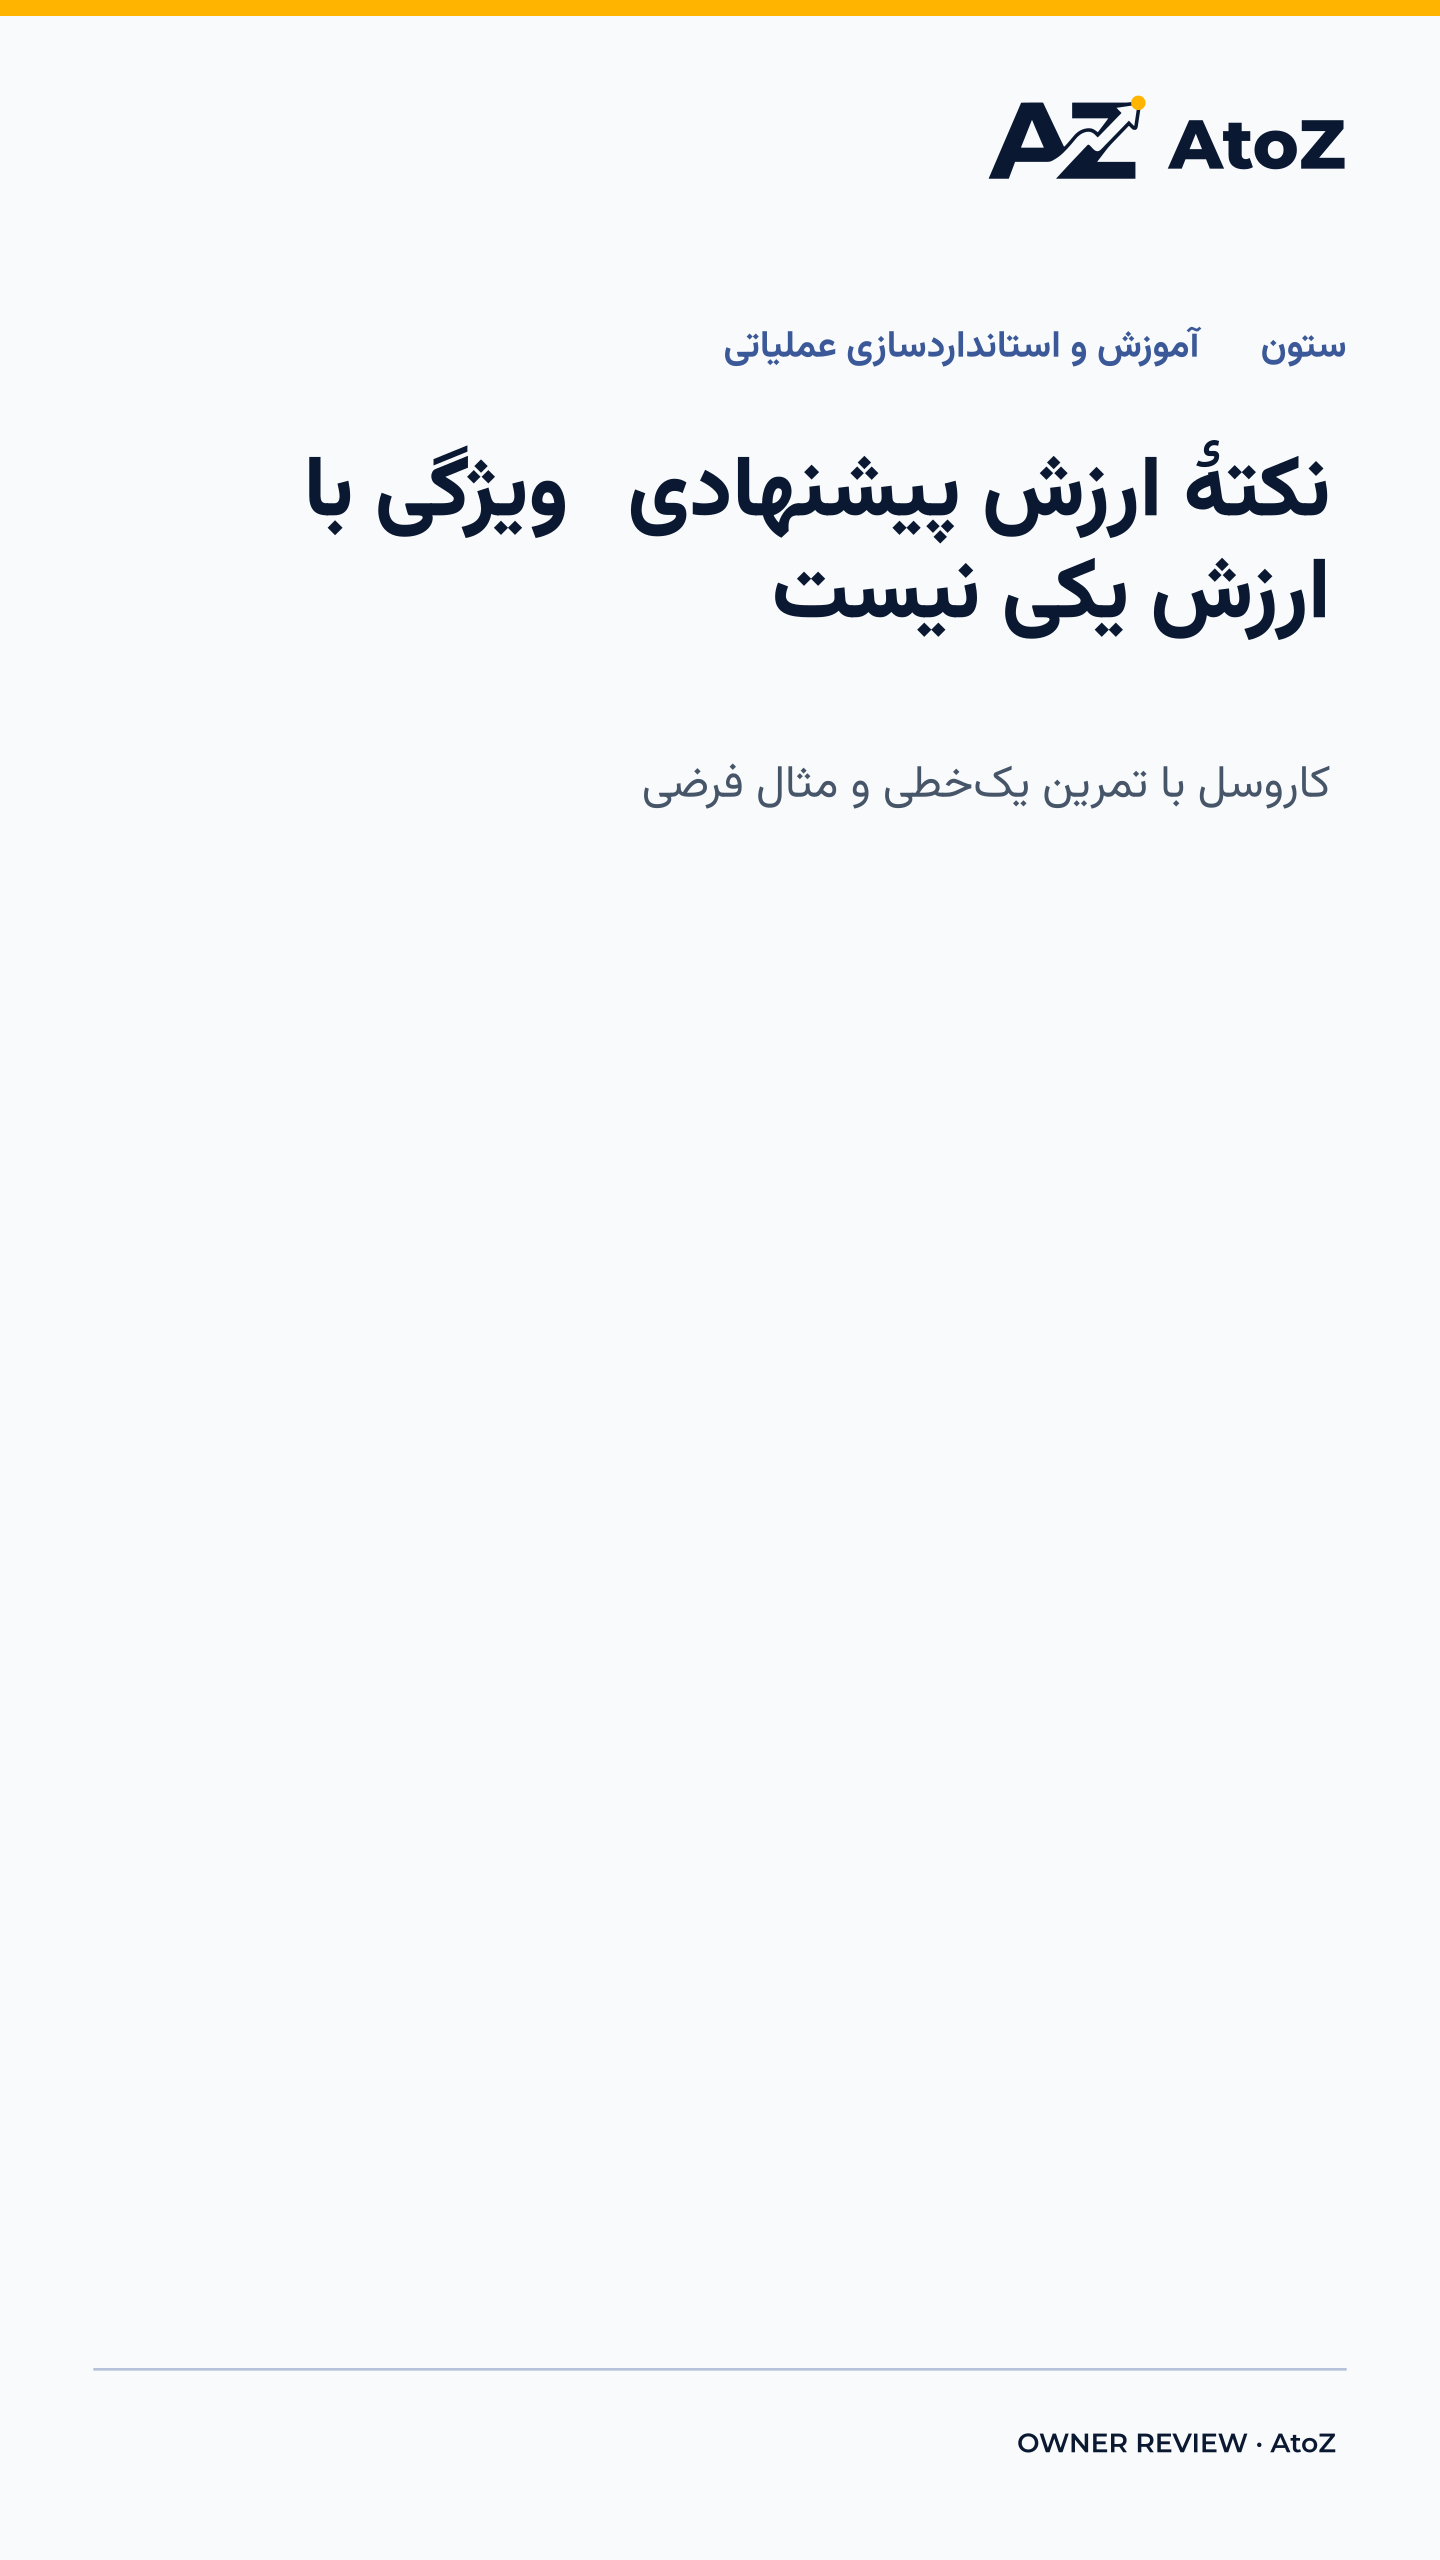 AZ AtoZ
ستون آموزش و استانداردسازی عملیاتی
نکتهٔ ارزش پیشنهادی ویژگی با
ارزش یکی نیست
کاروسل با تمرین یک‌خطی و مثال فرضی
OWNER REVIEW · AtoZ